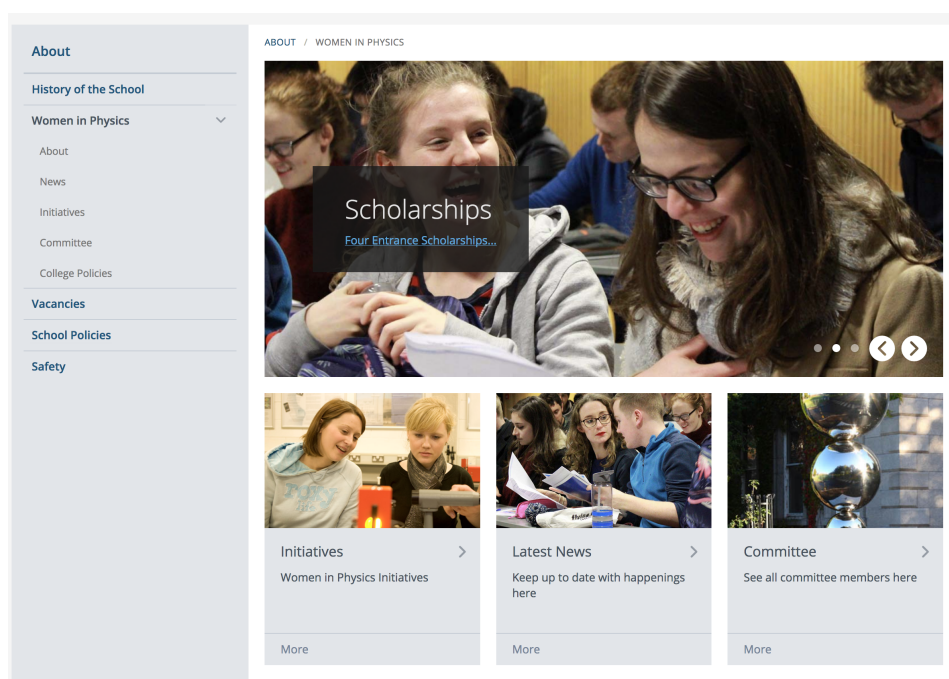 About
History of the School
Women in Physics
About
News
Initiatives
Committee
College Policies
Vacancies
School Policies
Safety
ABOUT / WOMEN IN PHYSICS
Scholarships
Four Entrance Scholarships...
Initiatives
Women in Physics Initiatives
More
Latest News
Keep up to date with happenings
here
More
Committee
See all committee members here
More